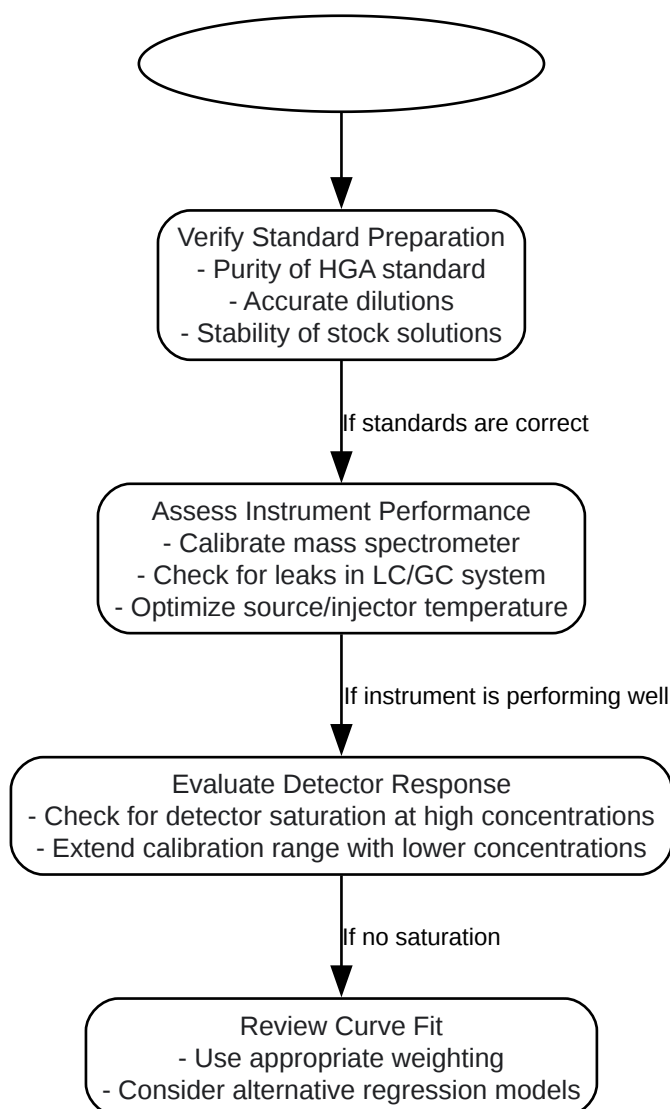 Verify Standard Preparation
- Purity of HGA standard
- Accurate dilutions
- Stability of stock solutions
If standards are correct
Assess Instrument Performance
- Calibrate mass spectrometer
- Check for leaks in LC/GC system
- Optimize source/injector temperature
If instrument is performing well
Evaluate Detector Response
- Check for detector saturation at high concentrations
- Extend calibration range with lower concentrations
If no saturation
Review Curve Fit
- Use appropriate weighting
- Consider alternative regression models